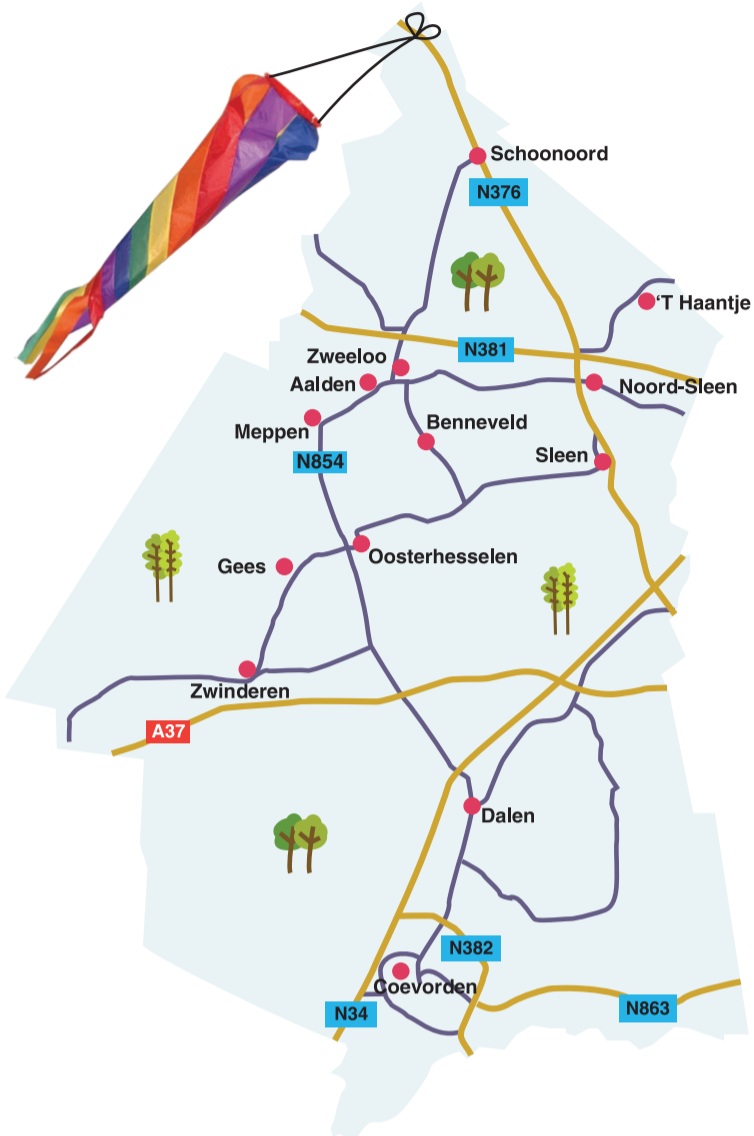 Schoonoord
N376
‘T Haantje
N381
Zweeloo
Aalden
Noord-Sleen
Meppen
Benneveld
N854
Sleen
Oosterhesselen
Gees
Zwinderen
A37
Dalen
N382
Coevorden
N34
N863